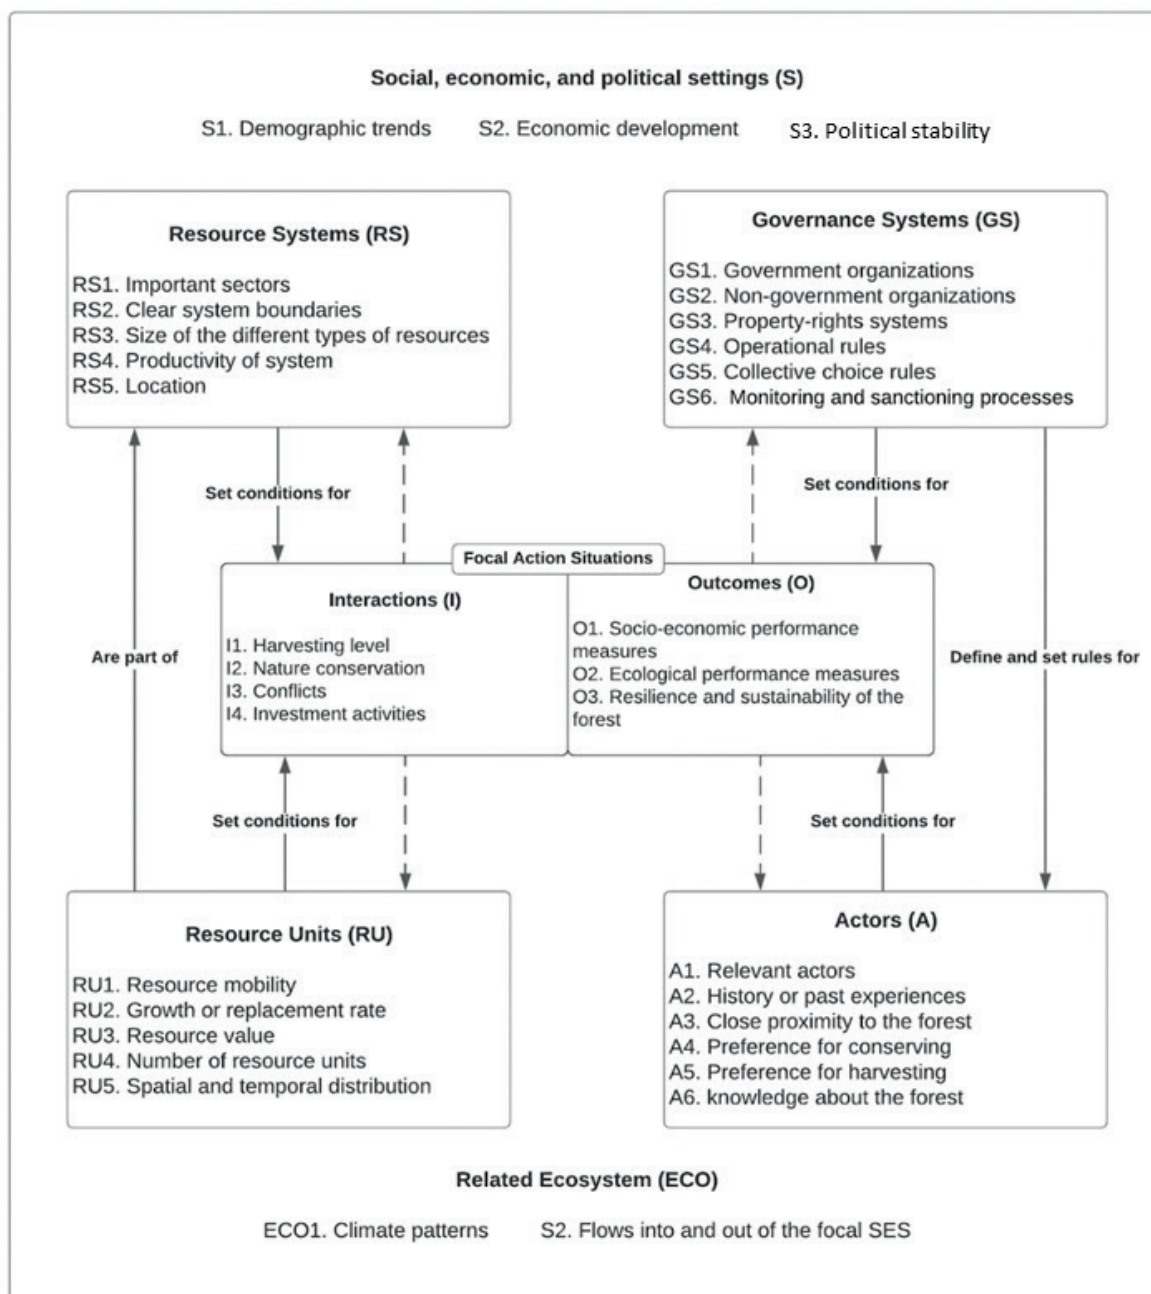 Social, economic, and political settings (S)
S1. Demographic trends S2. Economic development S3. Political stability
Resource Systems (RS)
RS1. Important sectors
RS2. Clear system boundaries
RS3. Size of the different types of resources
RS4. Productivity of system
RS5. Location
Governance Systems (GS)
GS1. Government organizations
GS2. Non-government organizations
GS3. Property-rights systems
GS4. Operational rules
GS5. Collective choice rules
GS6. Monitoring and sanctioning processes
Set conditions for
Set conditions for
Focal Action Situations
Interactions (I)
I1. Harvesting level
I2. Nature conservation
I3. Conflicts
I4. Investment activities
Outcomes (O)
O1. Socio-economic performance
measures
O2. Ecological performance measures
O3. Resilience and sustainability of the
forest
Are part of
Define and set rules for
Set conditions for
Set conditions for
Resource Units (RU)
RU1. Resource mobility
RU2. Growth or replacement rate
RU3. Resource value
RU4. Number of resource units
RU5. Spatial and temporal distribution
Actors (A)
A1. Relevant actors
A2. History or past experiences
A3. Close proximity to the forest
A4. Preference for conserving
A5. Preference for harvesting
A6. knowledge about the forest
Related Ecosystem (ECO)
ECO1. Climate patterns S2. Flows into and out of the focal SES